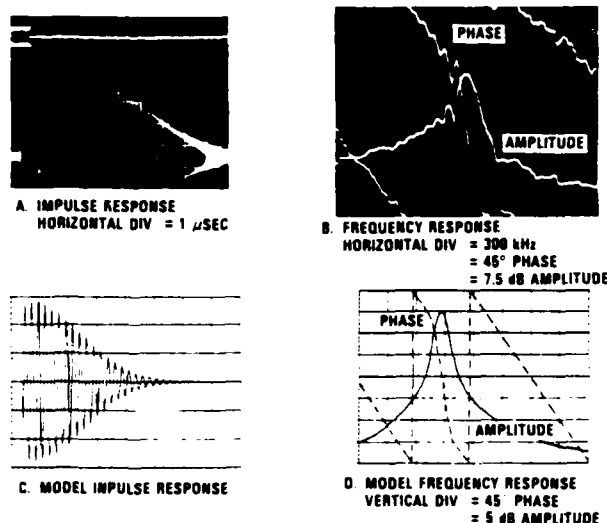 PHASE
AMPLITUDE
A. IMPULSE RESPONSE
HORIZONTAL DIV = 1 µSEC
B. FREQUENCY RESPONSE
HORIZONTAL DIV = 300 kHz
= 45° PHASE
= 7.5 dB AMPLITUDE
PHASE
AMPLITUDE
C. MODEL INPULSE RESPONSE
D. MODEL FREQUENCY RESPONSE
VERTICAL DIV = 45 PHASE
= 5 dB AMPLITUDE